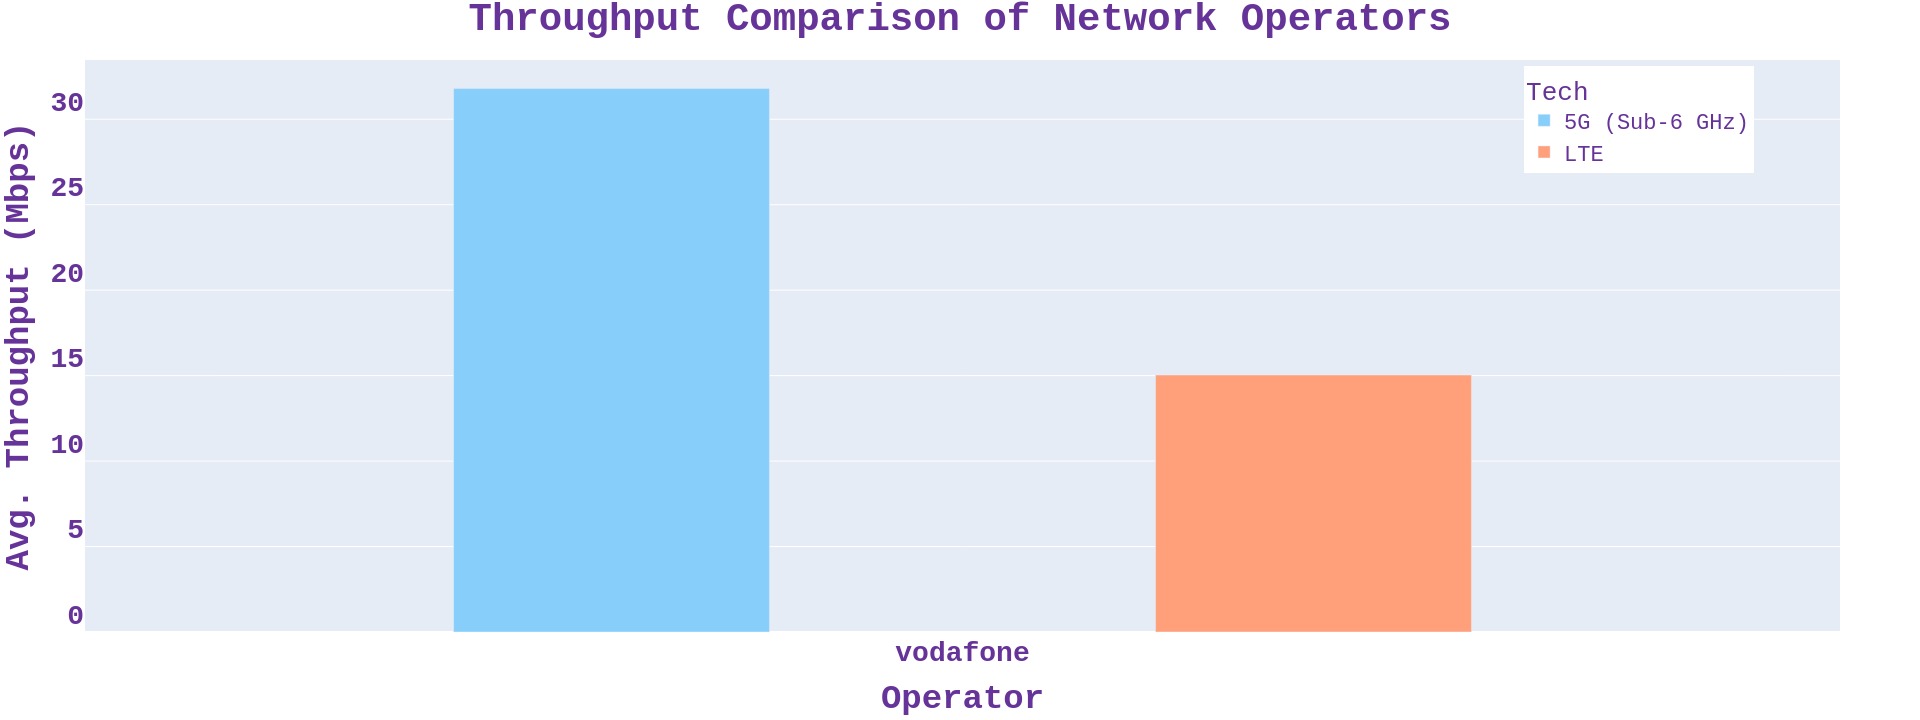 Throughput Comparison of Network Operators
Avg. Throughput (Mbps)
30
25
20
15
10
5
0
Tech
5G (Sub-6 GHz)
LTE
vodafone
Operator